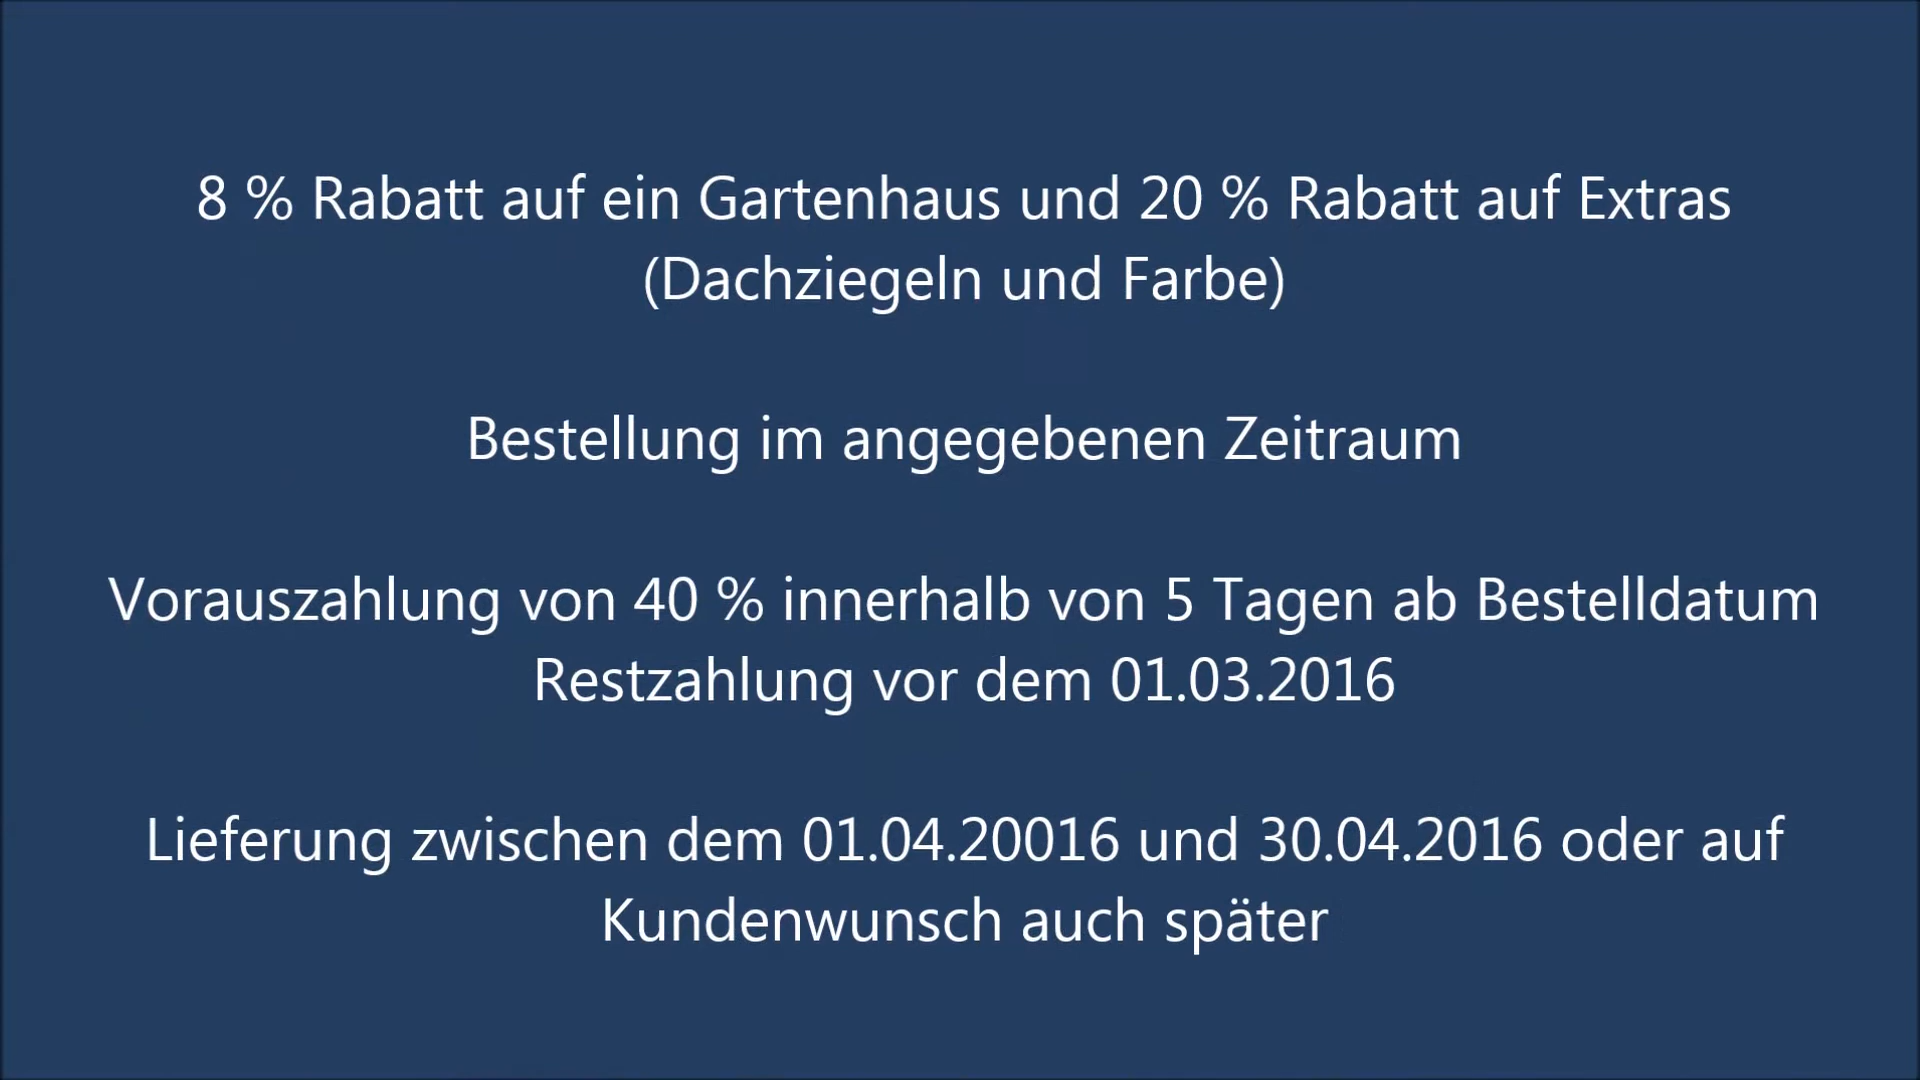 8 % Rabatt auf ein Gartenhaus und 20 % Rabatt auf Extras
(Dachziegeln und Farbe)
Bestellung im angegebenen Zeitraum
Vorauszahlung von 40 % innerhalb von 5 Tagen ab Bestelldatum
Restzahlung vor dem 01.03.2016
Lieferung zwischen dem 01.04.20016 und 30.04.2016 oder auf
Kundenwunsch auch später